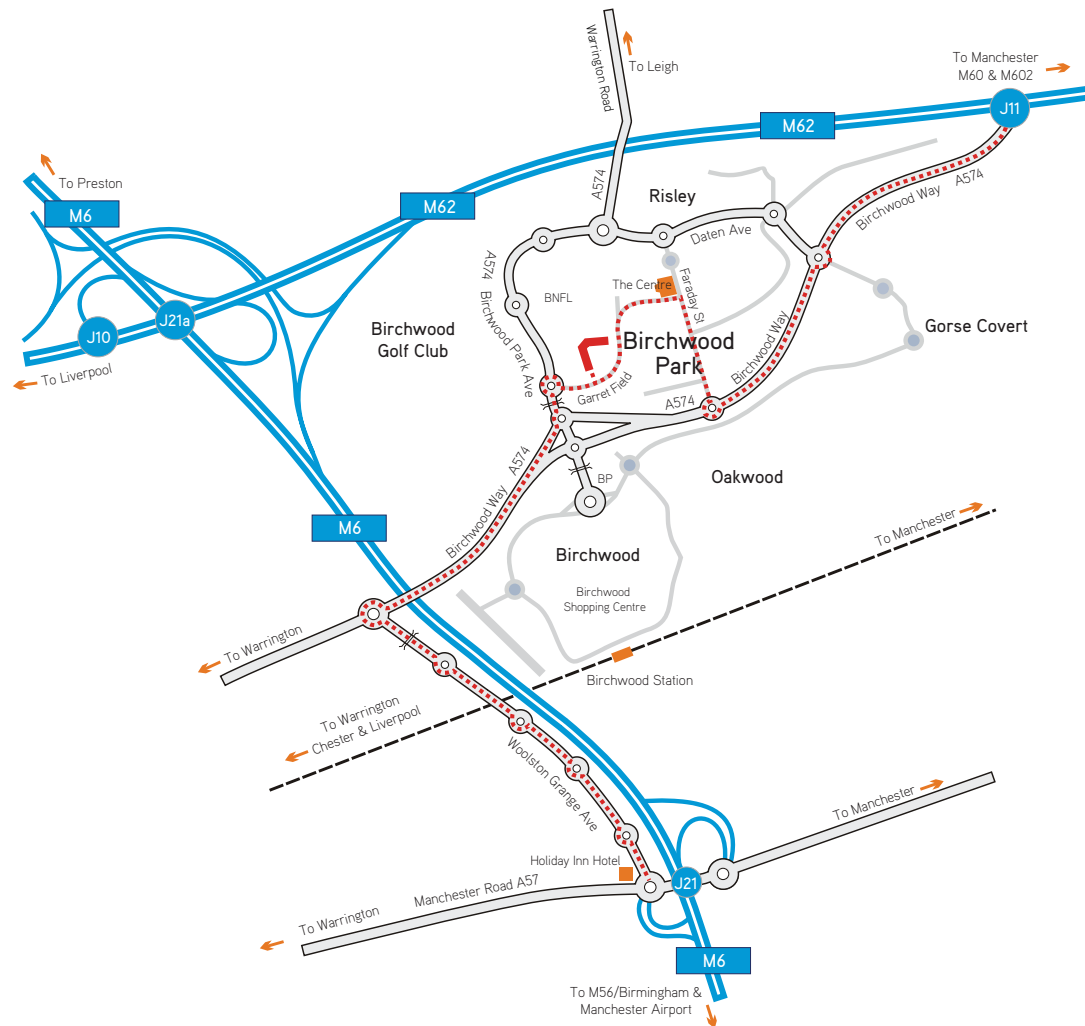 To Leigh
Warrington Road
To Manchester
M60 & M602
J11
M62
To Preston
M6
M62
A574
Risley
Birchwood Way
A574
Daten Ave
A574
Birchwood Park Ave
BNFL
The Centre
Faraday St
J21a
J10
To Liverpool
Birchwood
Golf Club
Birchwood
Park
Gorse Covert
Birchwood Way
Garret Field
A574
A574
Birchwood Way
BP
Oakwood
M6
To Manchester
Birchwood
Birchwood
Shopping Centre
To Warrington
Birchwood Station
To Warrington
Chester & Liverpool
Woolston Grange Ave
To Manchester
Holiday Inn Hotel
J21
Manchester Road A57
To Warrington
M6
To M56/Birmingham &
Manchester Airport